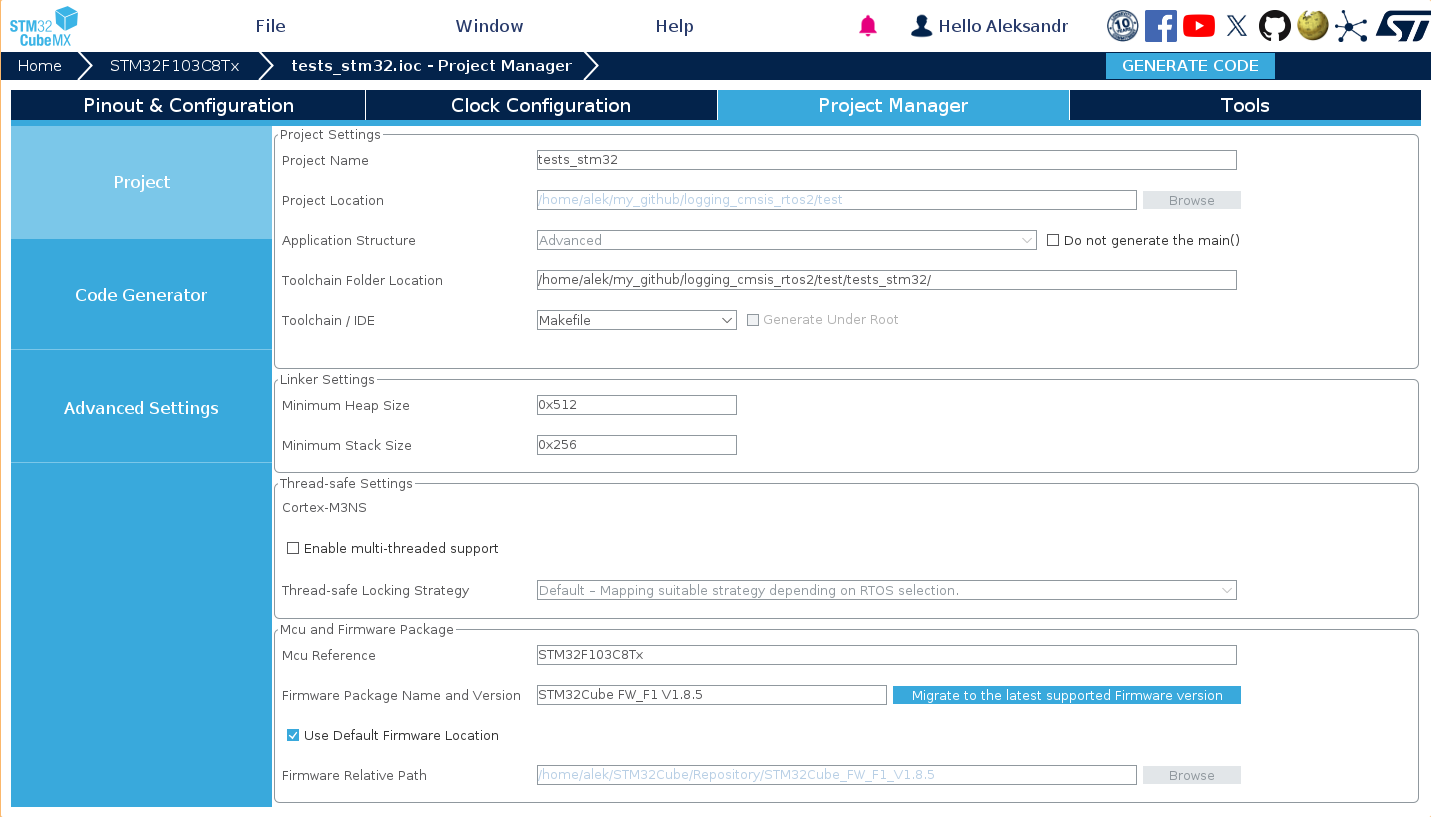 STM32
CubeMX
File
Window
Help
10
Hello Aleksandr
Home
STM32F103C8Tx
tests_stm32.ioc - Project Manager
GENERATE CODE
Pinout & Configuration
Clock Configuration
Project Manager
Tools
Project
Code Generator
Advanced Settings
Project Settings
Project Name
tests_stm32
Project Location
/home/alek/my_github/logging_cmsis_rtos2/test
Browse
Application Structure
Advanced
Do not generate the main()
Toolchain Folder Location
/home/alek/my_github/logging_cmsis_rtos2/test/tests_stm32/
Toolchain / IDE
Makefile
Generate Under Root
Linker Settings
Minimum Heap Size
0x512
Minimum Stack Size
0x256
Thread-safe Settings
Cortex-M3NS
Enable multi-threaded support
Thread-safe Locking Strategy
Default – Mapping suitable strategy depending on RTOS selection.
Mcu and Firmware Package
Mcu Reference
STM32F103C8Tx
Firmware Package Name and Version
STM32Cube FW_F1 V1.8.5
Migrate to the latest supported Firmware version
Use Default Firmware Location
Firmware Relative Path
/home/alek/STM32Cube/Repository/STM32Cube_FW_F1_V1.8.5
Browse